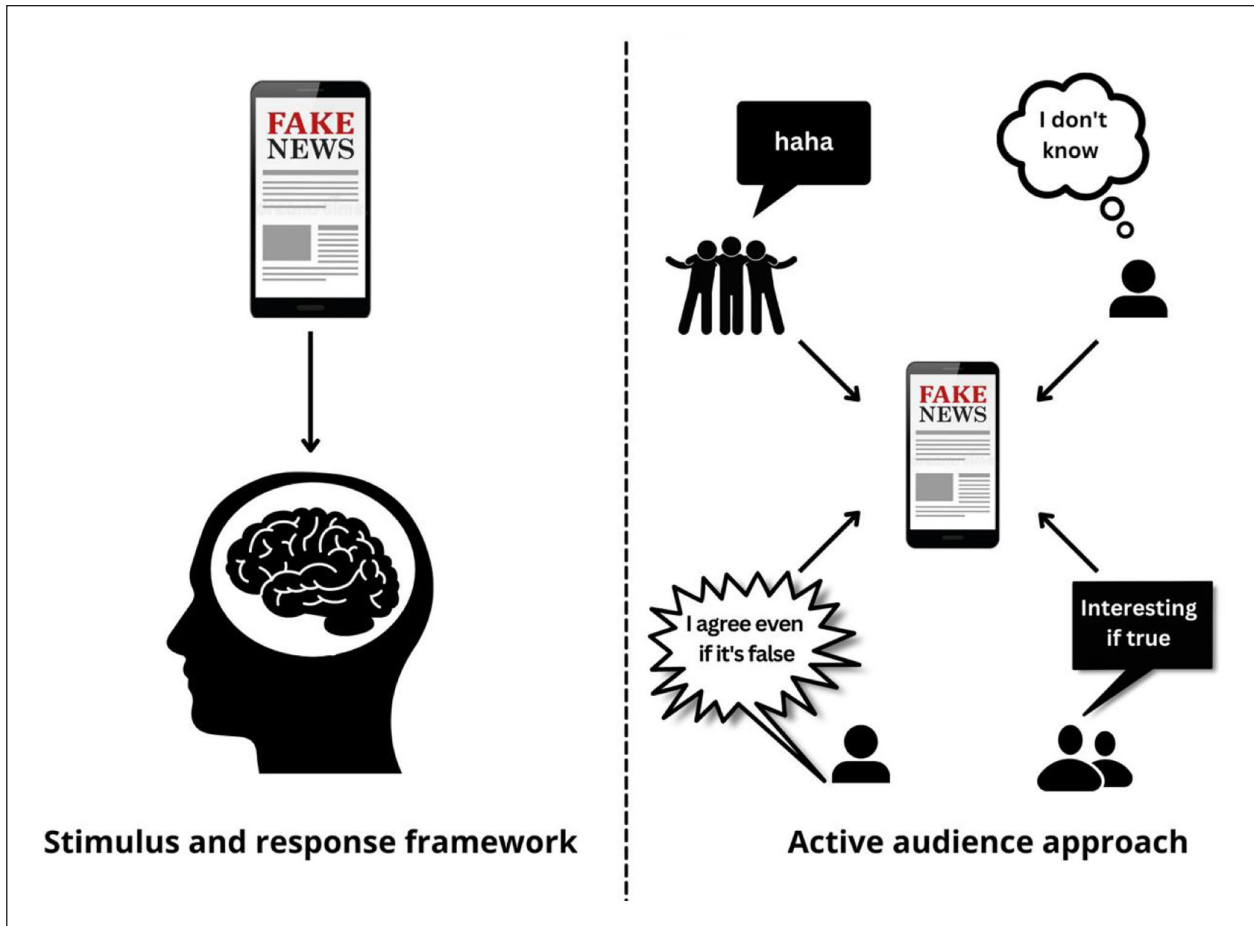 FAKE
NEWS
Stimulus and response framework
haha
I don't
know
FAKE
NEWS
I agree even
if it's false
Interesting
if true
Active audience approach